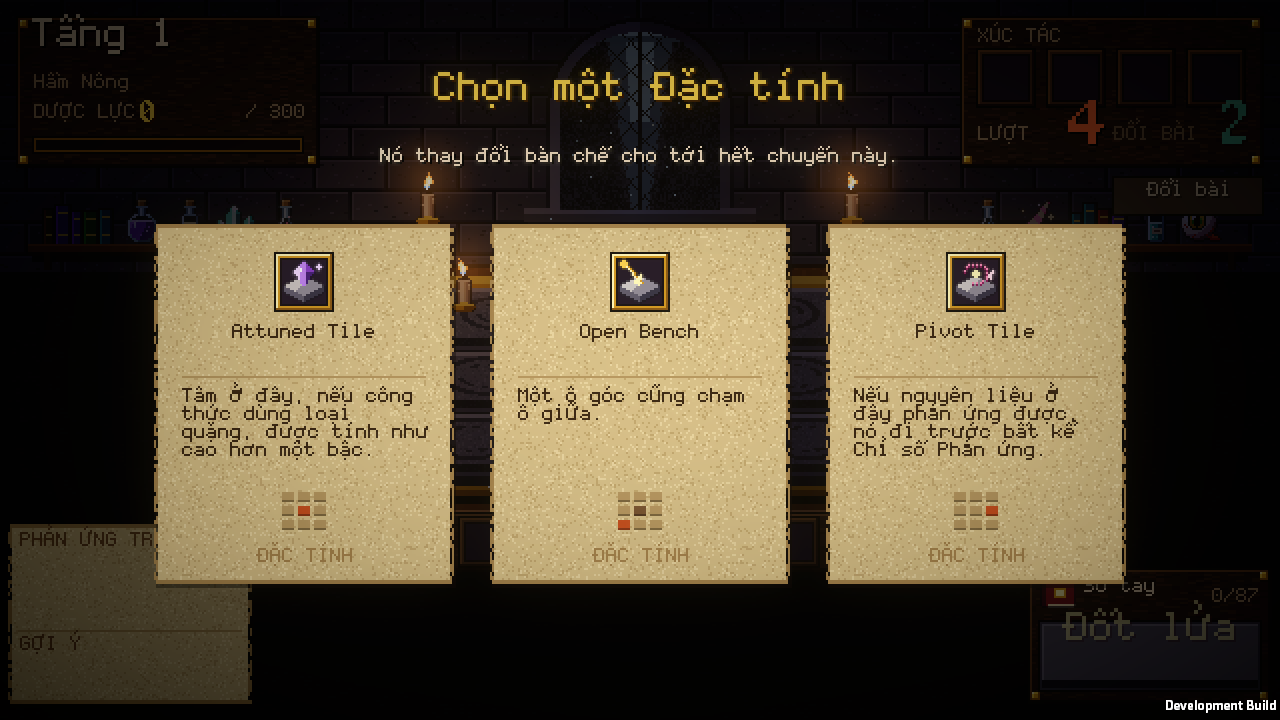 Tầng 1
Hầm Nông
DƯỢC LỰC 0 / 300
Chọn một Đặc tính
Nó thay đổi bàn chế cho tới hết chuyến này.
XÚC TÁC
LƯỢT 4 ĐỔI BÀI 2
Đổi bài
Attuned Tile
Tâm ở đây, nếu công
thức dùng loại
quặng, được tính như
cao hơn một bậc.
ĐẶC TÍNH
Open Bench
Một ô góc cũng chạm
ô giữa.
ĐẶC TÍNH
Pivot Tile
Nếu nguyên liệu ở
đây phản ứng được,
nó đi trước bất kể
Chỉ số Phản ứng.
ĐẶC TÍNH
PHẢN ỨNG TR
GỢI Ý
Sổ tay 0/87
Đốt lửa
Development Build